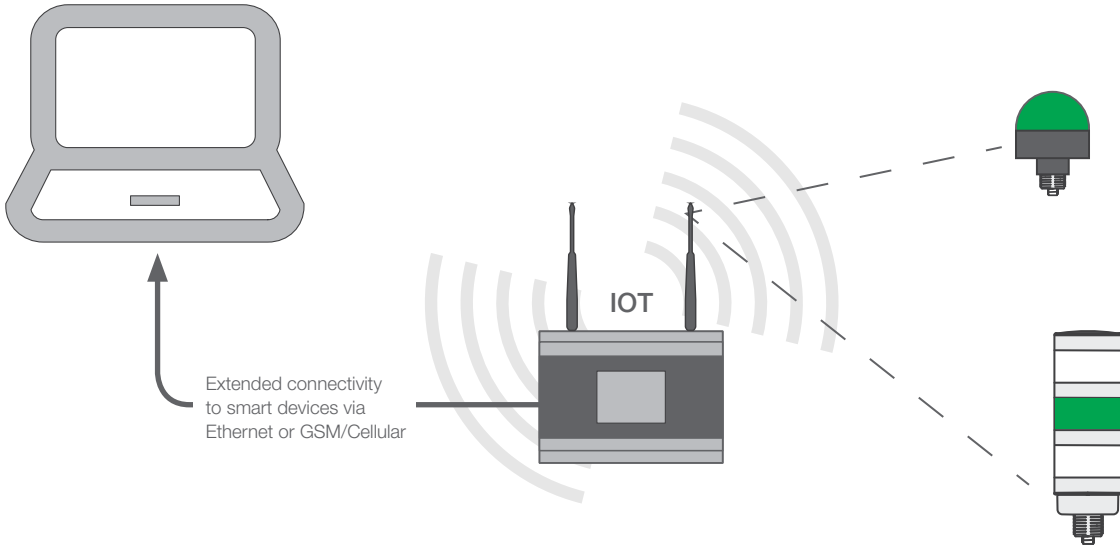 IOT
Extended connectivity
to smart devices via
Ethernet or GSM/Cellular